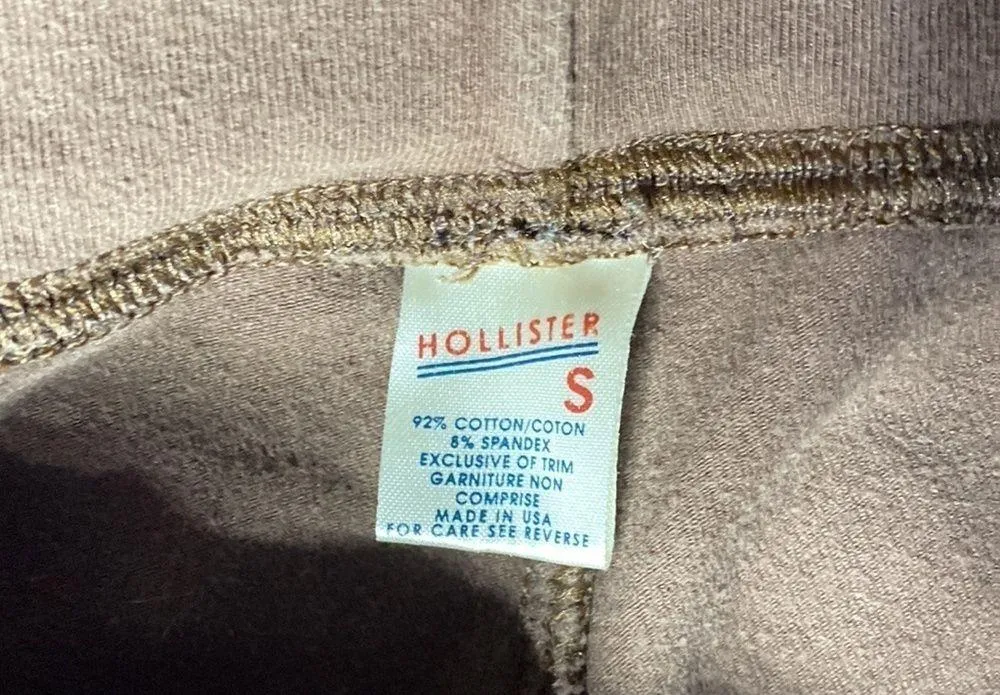 HOLLISTER
S
92% COTTON/COTON
8% SPANDEX
EXCLUSIVE OF TRIM
GARNITURE NON
COMPRISE
MADE IN USA
FOR CARE SEE REVERSE